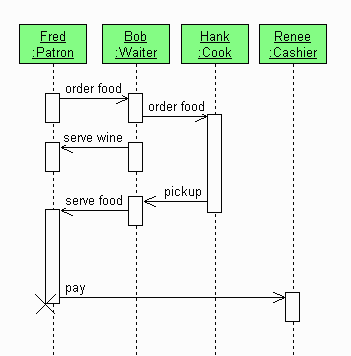 Fred
:Patron
Bob
:Waiter
Hank
:Cook
Renee
:Cashier
order food
order food
serve wine
pickup
serve food
pay